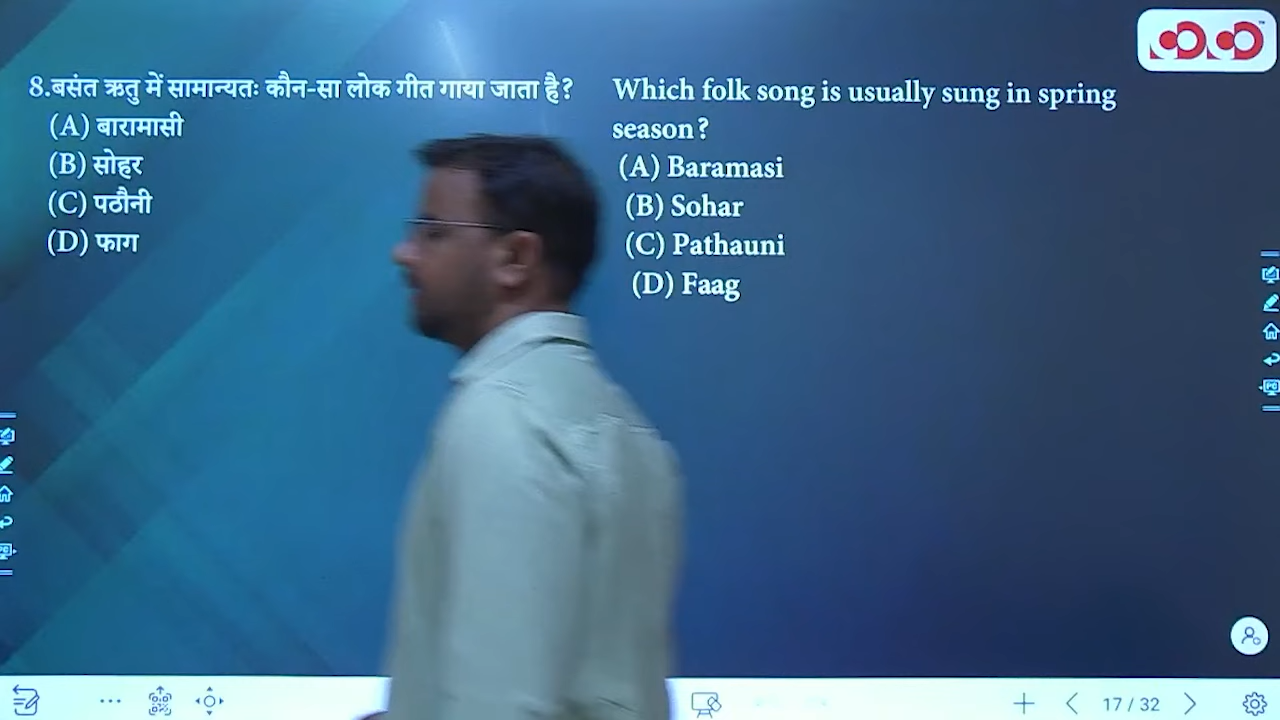 8.बसंत ऋतु में सामान्यतः कौन-सा लोक गीत गाया जाता है?
(A) बारामासी
(B) सोहर
(C) पठौनी
(D) फाग
Which folk song is usually sung in spring
season?
(A) Baramasi
(B) Sohar
(C) Pathauni
(D) Faag
17 / 32